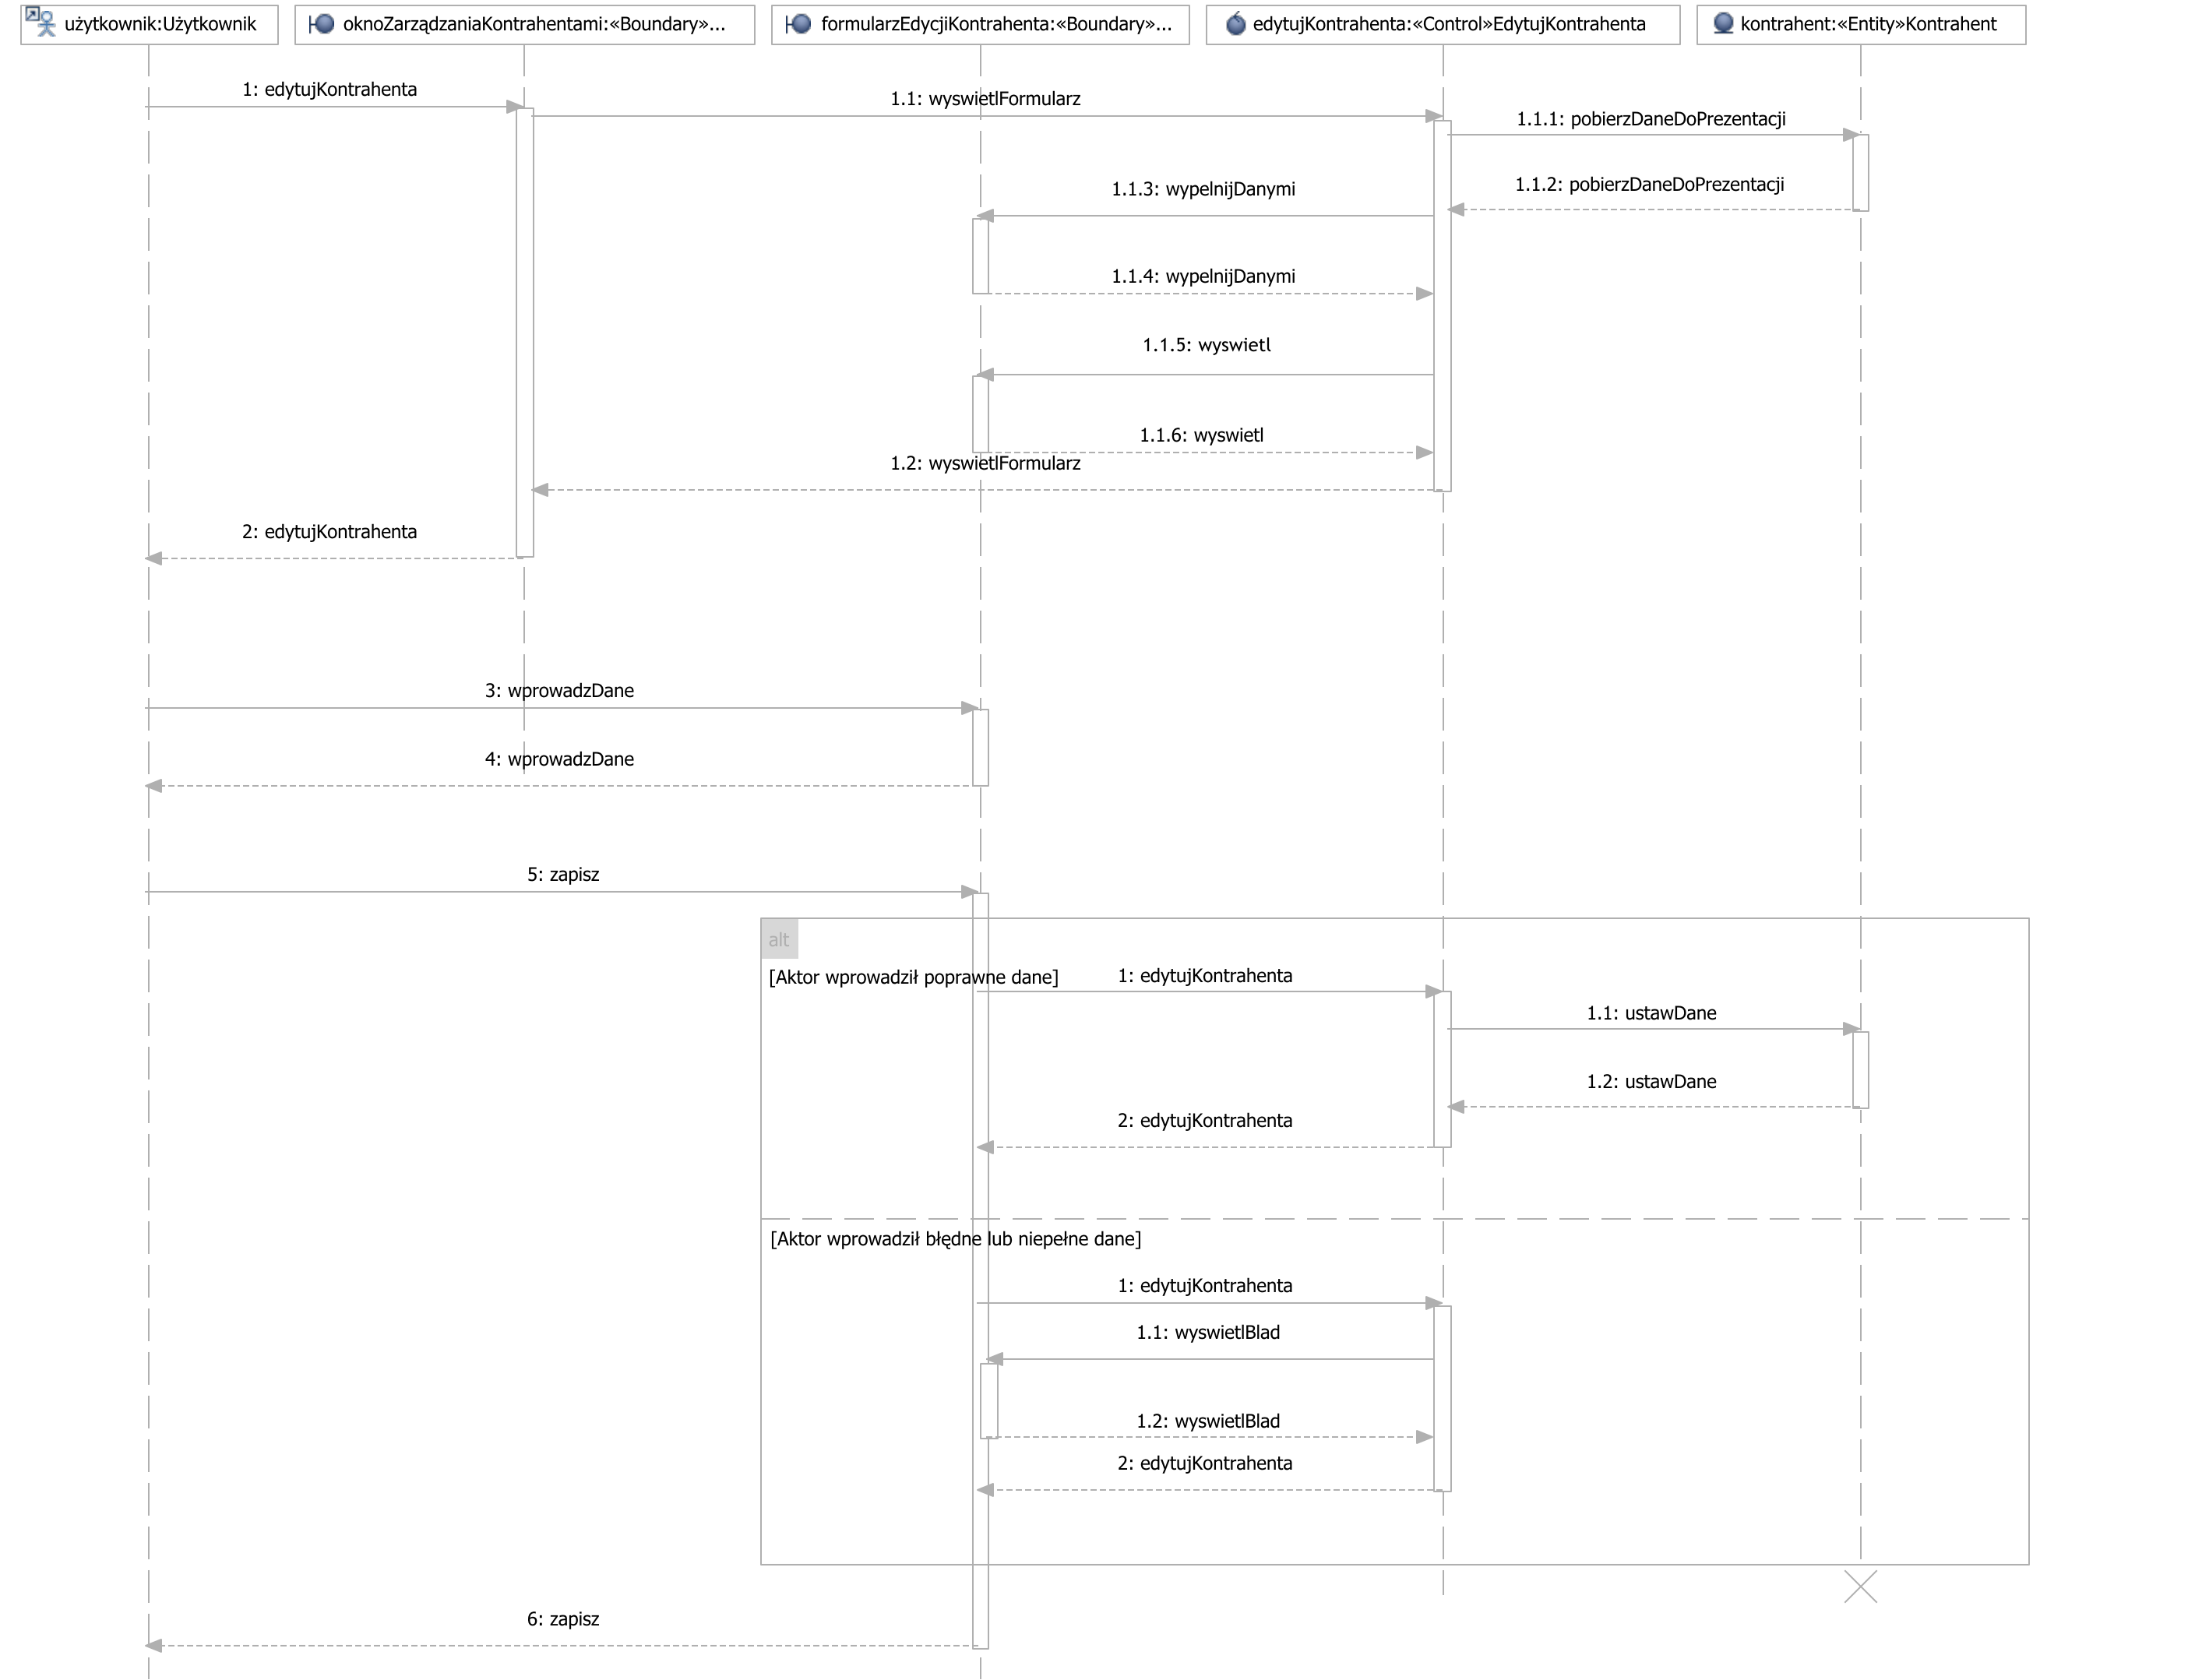 użytkownik:Użytkownik
oknoZarządzaniaKontrahentami:«Boundary»...
formularzEdycjiKontrahenta:«Boundary»...
edytujKontrahenta:«Control»EdytujKontrahenta
kontrahent:«Entity»Kontrahent
1: edytujKontrahenta
1.1: wyswietlFormularz
1.1.1: pobierzDaneDoPrezentacji
1.1.2: pobierzDaneDoPrezentacji
1.1.3: wypelnijDanymi
1.1.4: wypelnijDanymi
1.1.5: wyswietl
1.1.6: wyswietl
1.2: wyswietlFormularz
2: edytujKontrahenta
3: wprowadzDane
4: wprowadzDane
5: zapisz
alt
[Aktor wprowadził poprawne dane]
1: edytujKontrahenta
1.1: ustawDane
1.2: ustawDane
2: edytujKontrahenta
[Aktor wprowadził błędne lub niepełne dane]
1: edytujKontrahenta
1.1: wyswietlBlad
1.2: wyswietlBlad
2: edytujKontrahenta
6: zapisz